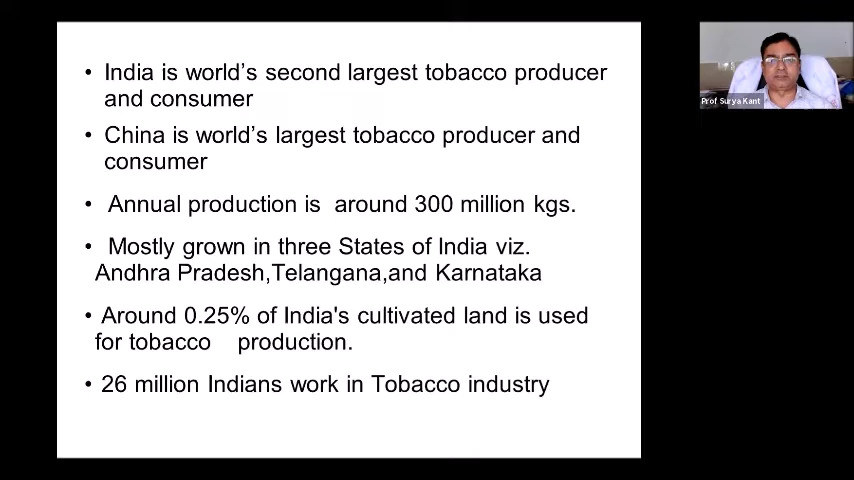 • India is world's second largest tobacco producer
and consumer
• China is world's largest tobacco producer and
consumer
• Annual production is around 300 million kgs.
• Mostly grown in three States of India viz.
Andhra Pradesh,Telangana,and Karnataka
• Around 0.25% of India's cultivated land is used
for tobacco production.
• 26 million Indians work in Tobacco industry
Prof Surya Kant